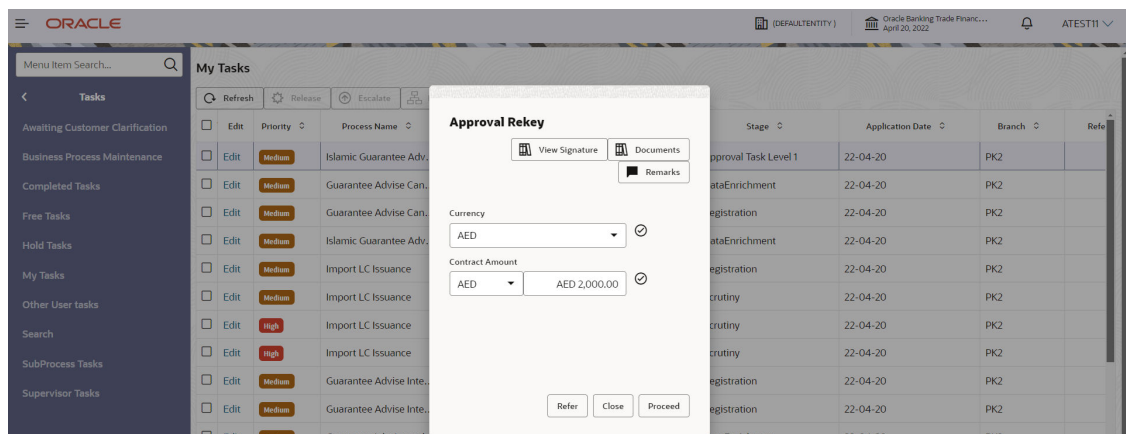 ORACLE
(DEFAULTENTITY )
Oracle Banking Trade Financ...
April 20, 2022
ATEST11
Menu Item Search...
Tasks
Awaiting Customer Clarification
Business Process Maintenance
Completed Tasks
Free Tasks
Hold Tasks
My Tasks
Other User tasks
Search
SubProcess Tasks
Supervisor Tasks
My Tasks
Refresh Release Escalate
Edit Priority Process Name Stage Application Date Branch Refe
Edit Medium Islamic Guarantee Adv. pproval Task Level 1 22-04-20 PK2
Edit Medium Guarantee Advise Can. ataEnrichment 22-04-20 PK2
Edit Medium Guarantee Advise Can. egistration 22-04-20 PK2
Edit Medium Islamic Guarantee Adv. ataEnrichment 22-04-20 PK2
Edit Medium Import LC Issuance egistration 22-04-20 PK2
Edit Medium Import LC Issuance crutiny 22-04-20 PK2
Edit High Import LC Issuance crutiny 22-04-20 PK2
Edit High Import LC Issuance crutiny 22-04-20 PK2
Edit Medium Guarantee Advise Inte.. egistration 22-04-20 PK2
Edit Medium Guarantee Advise Inte.. egistration 22-04-20 PK2
Approval Rekey
View Signature Documents
Remarks
Currency
AED
Contract Amount
AED AED 2,000.00
Refer Close Proceed